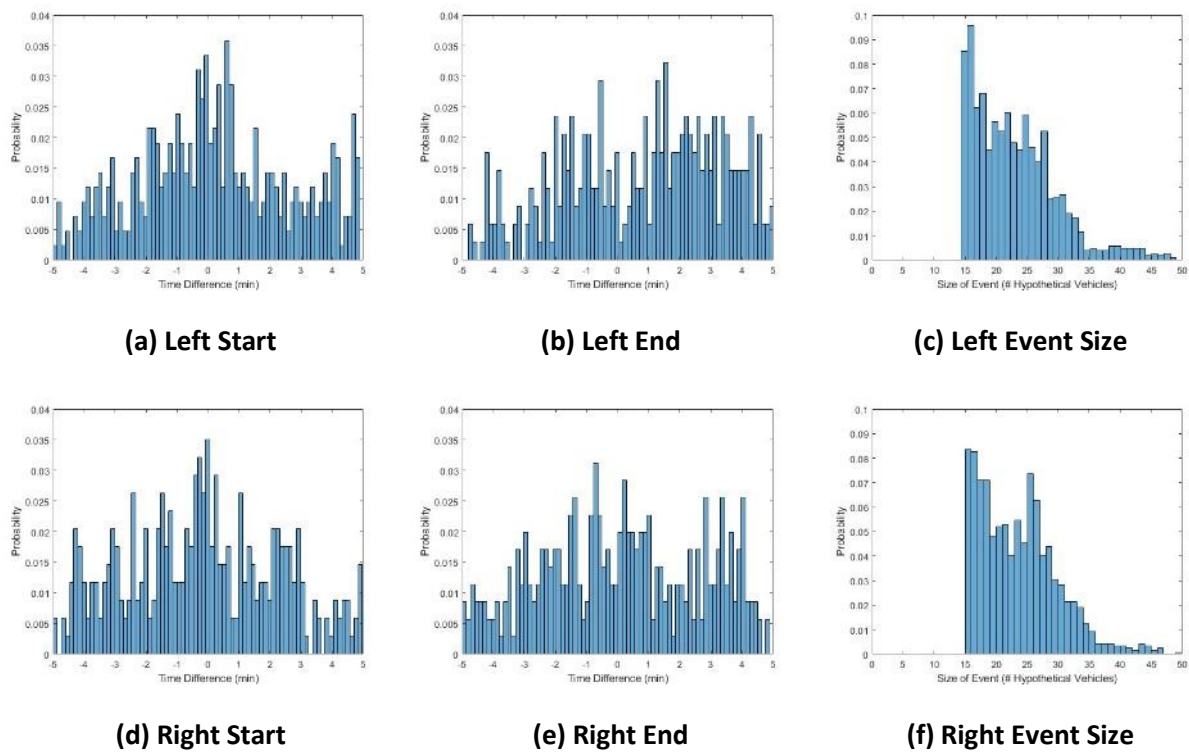 0.04
0.035
0.03
0.025
0.02
0.015
0.01
0.005
0
Probability
-5 -4 -3 -2 -1 0 1 2 3 4 5
Time Difference (min)
(a) Left Start
0.04
0.035
0.03
0.025
0.02
0.015
0.01
0.005
0
Probability
-5 -4 -3 -2 -1 0 1 2 3 4 5
Time Difference (min)
(b) Left End
0.1
0.09
0.08
0.07
0.06
0.05
0.04
0.03
0.02
0.01
0
Probability
0 5 10 15 20 25 30 35 40 45 50
Size of Event (# Hypothetical Vehicles)
(c) Left Event Size
0.04
0.035
0.03
0.025
0.02
0.015
0.01
0.005
0
Probability
-5 -4 -3 -2 -1 0 1 2 3 4 5
Time Difference (min)
(d) Right Start
0.04
0.035
0.03
0.025
0.02
0.015
0.01
0.005
0
Probability
-5 -4 -3 -2 -1 0 1 2 3 4 5
Time Difference (min)
(e) Right End
0.1
0.09
0.08
0.07
0.06
0.05
0.04
0.03
0.02
0.01
0
Probability
0 5 10 15 20 25 30 35 40 45 50
Size of Event (# Hypothetical Vehicles)
(f) Right Event Size